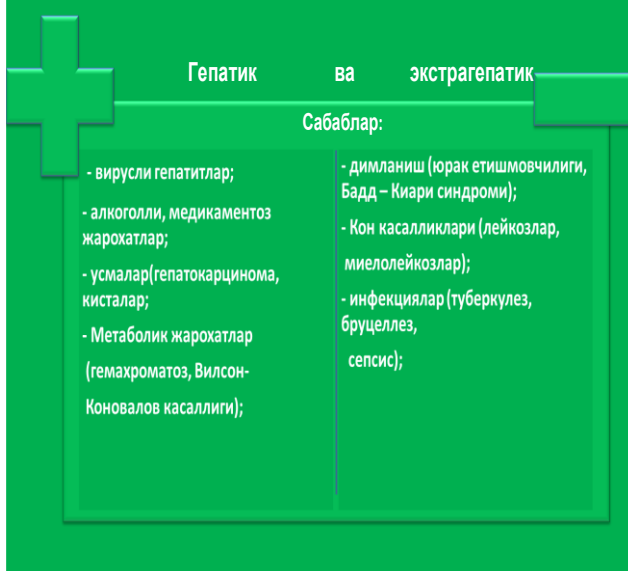 Гепатик ва экстрагепатик
Сабаблар:
- вирусли гепатитлар;
- алкоголли, медикаментоз
жарохатлар;
- усмалар(гепатокарцинома,
кисталар;
- Метаболик жарохатлар
(гемахроматоз, Вилсон-
Коновалов касаллиги);
- димланиш (юрак етишмовчилиги,
Бадд – Киари синдроми);
- Кон касалликлари (лейкозлар,
миелолейкозлар);
- инфекциялар (туберкулез,
бруцеллез,
сепсис);